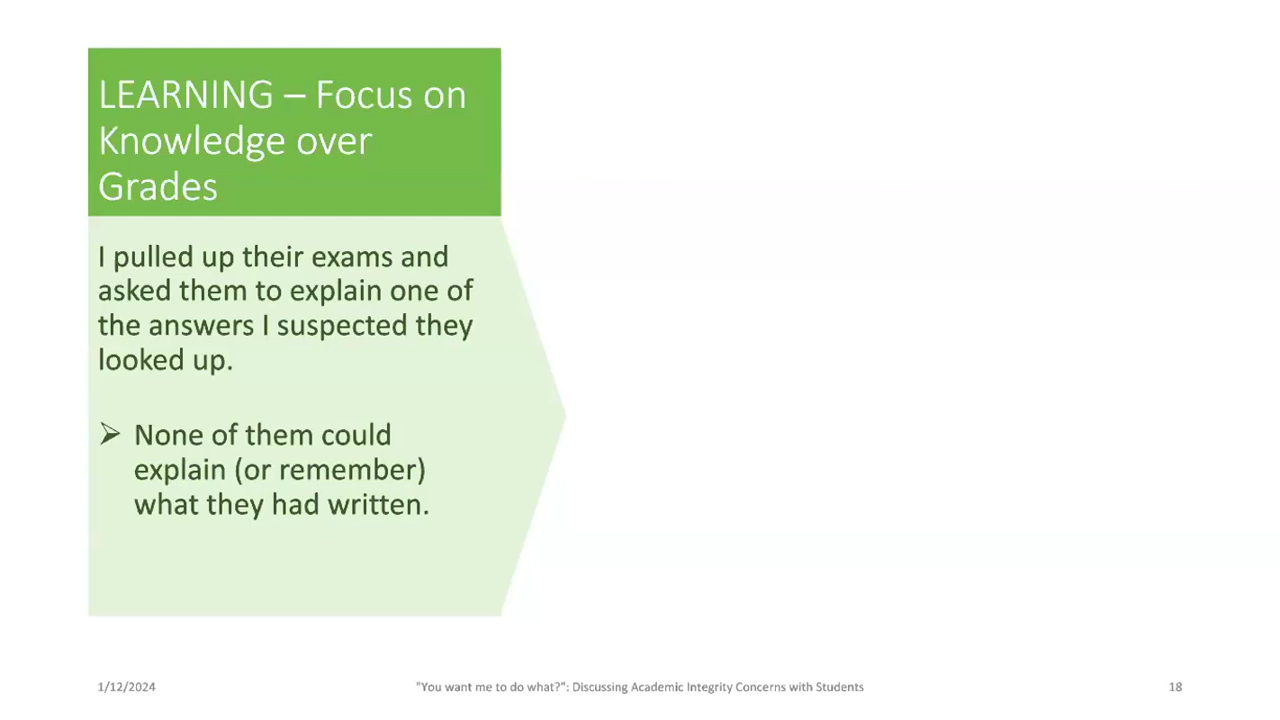 LEARNING – Focus on
Knowledge over
Grades
I pulled up their exams and
asked them to explain one of
the answers I suspected they
looked up.
➢ None of them could
explain (or remember)
what they had written.
1/12/2024
"You want me to do what?": Discussing Academic Integrity Concerns with Students
18